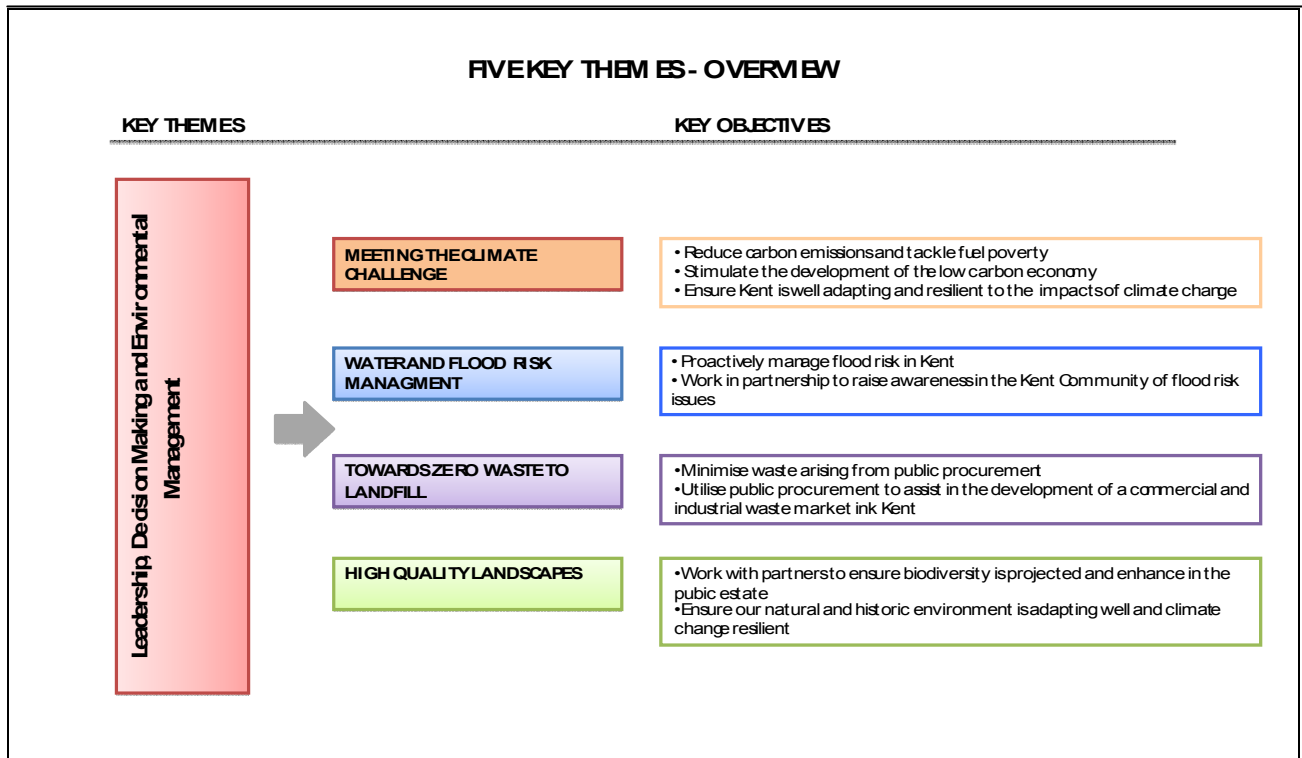 FIVE KEY THEMES - OVERVIEW
KEY THEMES
KEY OBJECTIVES
Leadership, Decision Making and Environmental
Management
MEETING THE CLIMATE
CHALLENGE
• Reduce carbon emissions and tackle fuel poverty
• Stimulate the development of the low carbon economy
• Ensure Kent is well adapting and resilient to the impacts of climate change
WATER AND FLOOD RISK
MANAGMENT
• Proactively manage flood risk in Kent
• Work in partnership to raise awareness in the Kent Community of flood risk
issues
TOWARDS ZERO WASTE TO
LANDFILL
• Minimise waste arising from public procurement
• Utilise public procurement to assist in the development of a commercial and
industrial waste market ink Kent
HIGH QUALITY LANDSCAPES
• Work with partners to ensure biodiversity is projected and enhance in the
pubic estate
• Ensure our natural and historic environment is adapting well and climate
change resilient